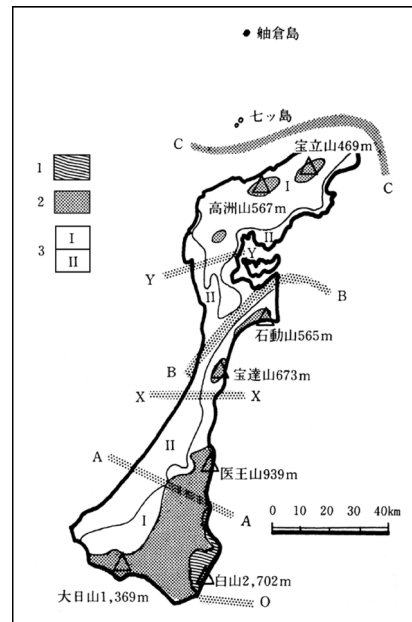 舳倉島
七ッ島
C
宝立山469m
C
1
2
3
I
II
I
高洲山567m
II
Y
Y
II
B
石動山565m
B
宝達山673m
X
X
II
A
医王山939m
A
0 10 20 30 40km
I
白山2,702m
大日山1,369m
O